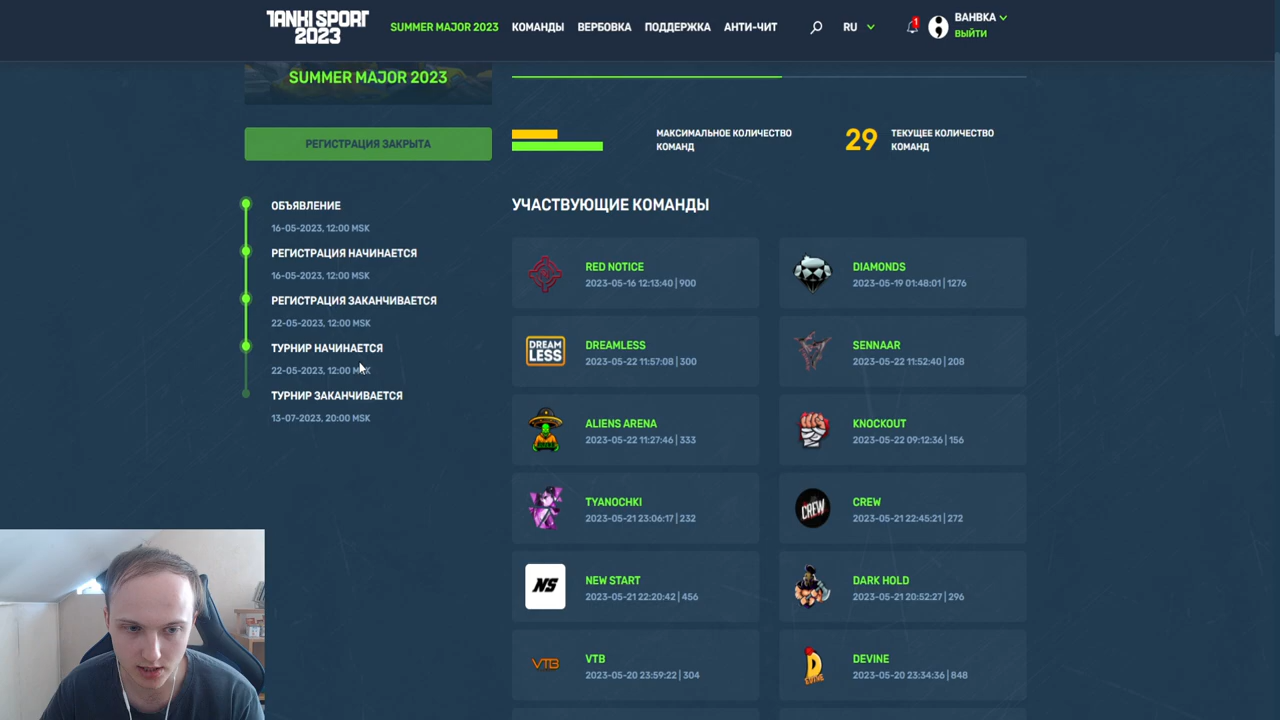 TANKI SPORT
2023
SUMMER MAJOR 2023
КОМАНДЫ
ВЕРБОВКА
ПОДДЕРЖКА
АНТИ-ЧИТ
RU
1
ВАНВКА
ВЫЙТИ
SUMMER MAJOR 2023
РЕГИСТРАЦИЯ ЗАКРЫТА
МАКСИМАЛЬНОЕ КОЛИЧЕСТВО
КОМАНД
29
ТЕКУЩЕЕ КОЛИЧЕСТВО
КОМАНД
ОБЪЯВЛЕНИЕ
16-05-2023, 12:00 MSK
РЕГИСТРАЦИЯ НАЧИНАЕТСЯ
16-05-2023, 12:00 MSK
РЕГИСТРАЦИЯ ЗАКАНЧИВАЕТСЯ
22-05-2023, 12:00 MSK
ТУРНИР НАЧИНАЕТСЯ
22-05-2023, 12:00 MSK
ТУРНИР ЗАКАНЧИВАЕТСЯ
13-07-2023, 20:00 MSK
УЧАСТВУЮЩИЕ КОМАНДЫ
RED NOTICE
2023-05-16 12:13:40 | 900
DIAMONDS
2023-05-19 01:48:01 | 1276
DREAM
LESS
DREAMLESS
2023-05-22 11:57:08 | 300
SENNAAR
2023-05-22 11:52:40 | 208
ALIENS ARENA
2023-05-22 11:27:46 | 333
KNOCKOUT
2023-05-22 09:12:36 | 156
TYANOCHKI
2023-05-21 23:06:17 | 232
CREW
CREW
2023-05-21 22:45:21 | 272
NS
NEW START
2023-05-21 22:20:42 | 456
DARK HOLD
2023-05-21 20:52:27 | 296
VTB
VTB
2023-05-20 23:59:22 | 304
DEVINE
2023-05-20 23:34:36 | 848